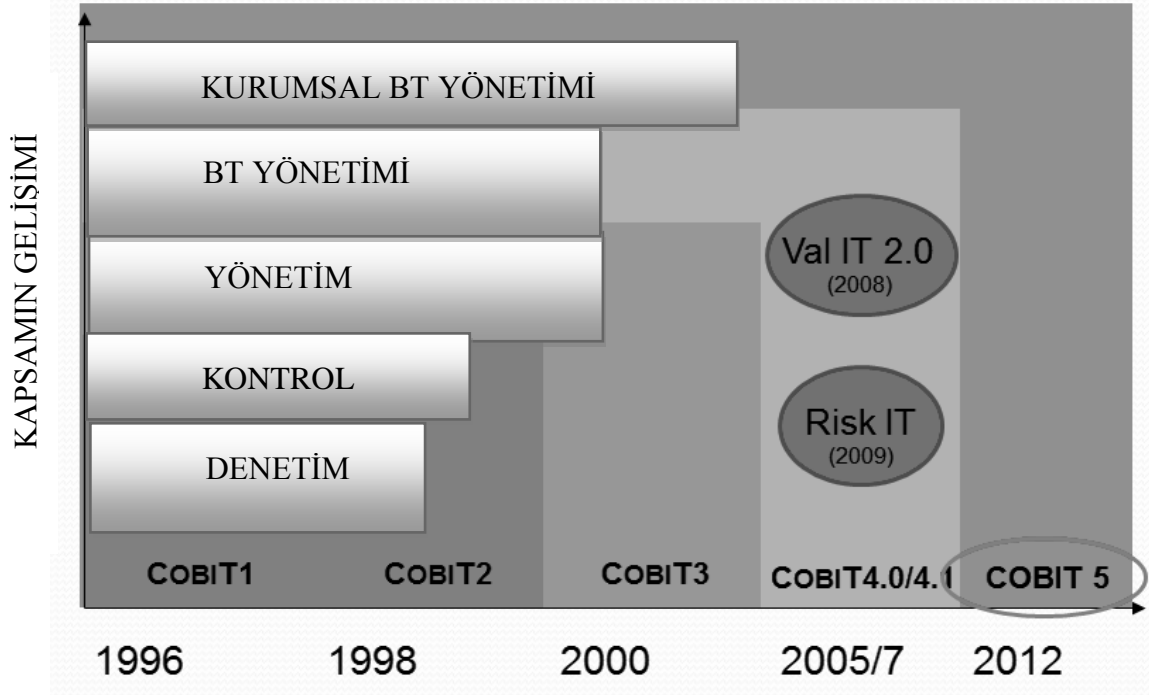 KAPSAMIN GELİŞİMİ
KURUMSAL BT YÖNETİMİ
BT YÖNETİMİ
YÖNETİM
KONTROL
DENETİM
Val IT 2.0
(2008)
Risk IT
(2009)
COBIT1
COBIT2
COBIT3
COBIT4.0/4.1
COBIT 5
1996
1998
2000
2005/7
2012